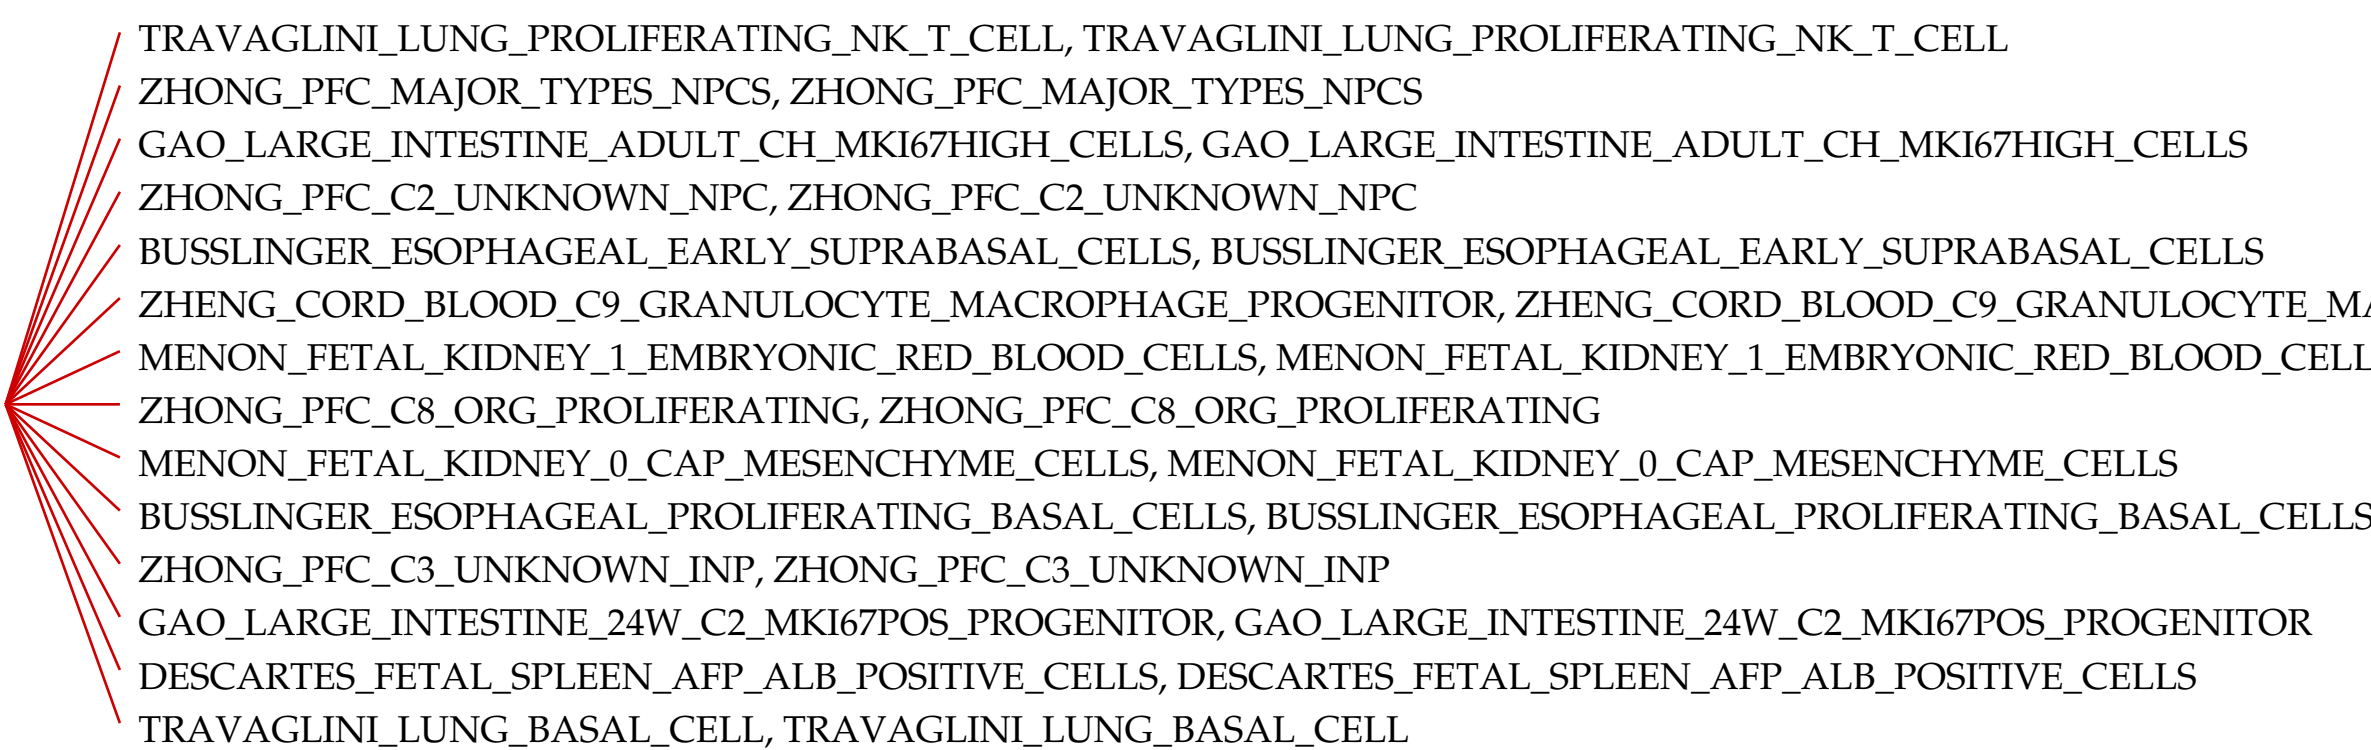 TRAVAGLINI_LUNG_PROLIFERATING_NK_T_CELL, TRAVAGLINI_LUNG_PROLIFERATING_NK_T_CELL
ZHONG_PFC_MAJOR_TYPES_NPCS, ZHONG_PFC_MAJOR_TYPES_NPCS
GAO_LARGE_INTESTINE_ADULT_CH_MKI67HIGH_CELLS, GAO_LARGE_INTESTINE_ADULT_CH_MKI67HIGH_CELLS
ZHONG_PFC_C2_UNKNOWN_NPC, ZHONG_PFC_C2_UNKNOWN_NPC
BUSSLINGER_ESOPHAGEAL_EARLY_SUPRABASAL_CELLS, BUSSLINGER_ESOPHAGEAL_EARLY_SUPRABASAL_CELLS
ZHENG_CORD_BLOOD_C9_GRANULOCYTE_MACROPHAGE_PROGENITOR, ZHENG_CORD_BLOOD_C9_GRANULOCYTE_MA
MENON_FETAL_KIDNEY_1_EMBRYONIC_RED_BLOOD_CELLS, MENON_FETAL_KIDNEY_1_EMBRYONIC_RED_BLOOD_CELL
ZHONG_PFC_C8_ORG_PROLIFERATING, ZHONG_PFC_C8_ORG_PROLIFERATING
MENON_FETAL_KIDNEY_0_CAP_MESENCHYME_CELLS, MENON_FETAL_KIDNEY_0_CAP_MESENCHYME_CELLS
BUSSLINGER_ESOPHAGEAL_PROLIFERATING_BASAL_CELLS, BUSSLINGER_ESOPHAGEAL_PROLIFERATING_BASAL_CELLS
ZHONG_PFC_C3_UNKNOWN_INP, ZHONG_PFC_C3_UNKNOWN_INP
GAO_LARGE_INTESTINE_24W_C2_MKI67POS_PROGENITOR, GAO_LARGE_INTESTINE_24W_C2_MKI67POS_PROGENITOR
DESCARTES_FETAL_SPLEEN_AFP_ALB_POSITIVE_CELLS, DESCARTES_FETAL_SPLEEN_AFP_ALB_POSITIVE_CELLS
TRAVAGLINI_LUNG_BASAL_CELL, TRAVAGLINI_LUNG_BASAL_CELL